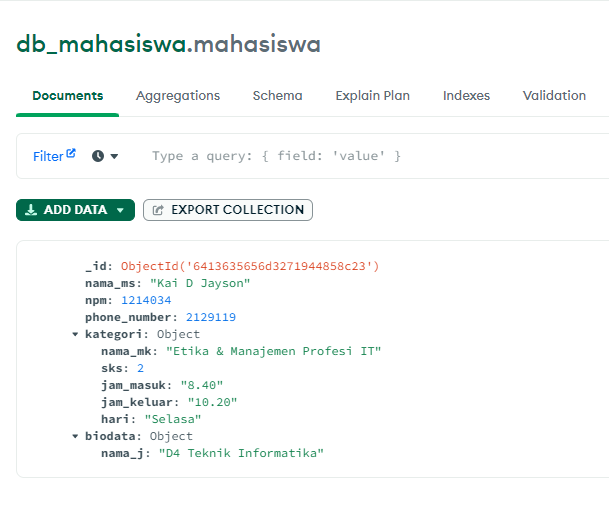 db_mahasiswa.mahasiswa
Documents Aggregations Schema Explain Plan Indexes Validation
Filter Type a query: { field: 'value' }
ADD DATA EXPORT COLLECTION
_id: ObjectId('6413635656d3271944858c23')
nama_ms: "Kai D Jayson"
npm: 1214034
phone_number: 2129119
kategori: Object
nama_mk: "Etika & Manajemen Profesi IT"
sks: 2
jam_masuk: "8.40"
jam_keluar: "10.20"
hari: "Selasa"
biodata: Object
nama_j: "D4 Teknik Informatika"